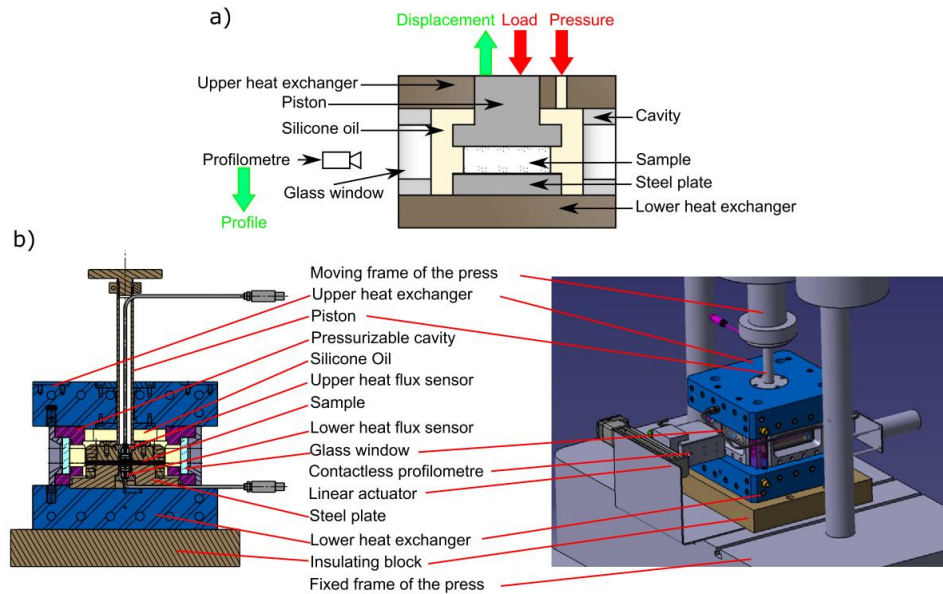 a)
Displacement Load Pressure
Upper heat exchanger
Piston
Cavity
Silicone oil
Profilometre
Sample
Glass window
Steel plate
Lower heat exchanger
Profile
b)
Moving frame of the press
Upper heat exchanger
Piston
Pressurizable cavity
Silicone Oil
Upper heat flux sensor
Sample
Lower heat flux sensor
Glass window
Contactless profilometre
Linear actuator
Steel plate
Lower heat exchanger
Insulating block
Fixed frame of the press